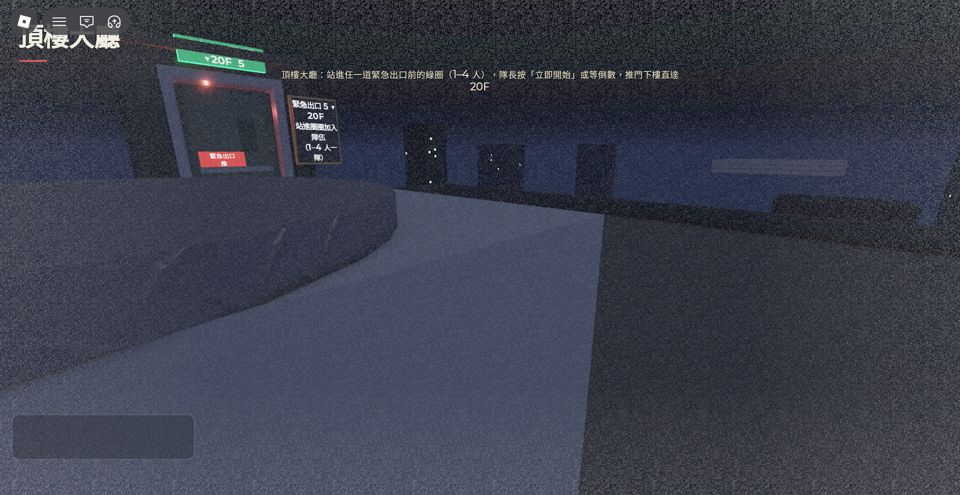 頂樓大廳
▼20F 5
頂樓大廳：站進任一道緊急出口前的綠圈（1–4 人），隊長按「立即開始」或等倒數，推門下樓直達
20F
緊急出口 5 ▼
20F
站進圈圈加入
隊伍
（1–4 人一
隊）
緊急出口
推